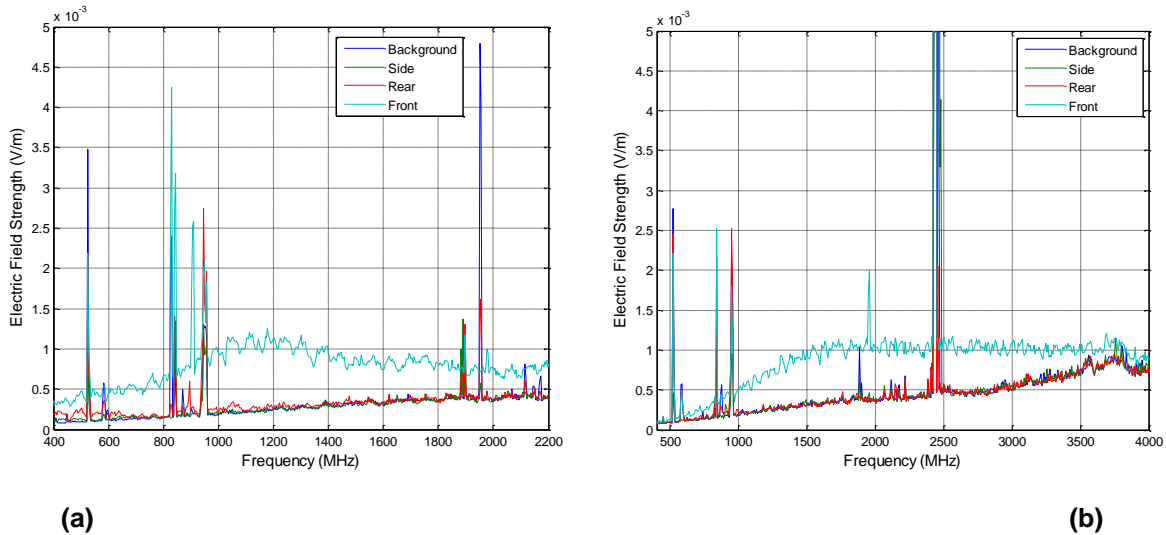 x 10⁻³
5
4.5
4
3.5
3
2.5
2
1.5
1
0.5
0
Electric Field Strength (V/m)
Background
Side
Rear
Front
400 600 800 1000 1200 1400 1600 1800 2000 2200
Frequency (MHz)
(a)
x 10⁻³
5
4.5
4
3.5
3
2.5
2
1.5
1
0.5
0
Electric Field Strength (V/m)
Background
Side
Rear
Front
500 1000 1500 2000 2500 3000 3500 4000
Frequency (MHz)
(b)